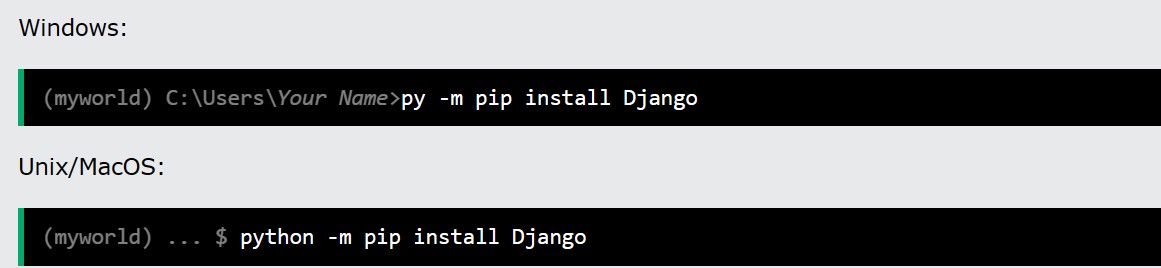 Windows:
(myworld) C:\Users\Your Name>py -m pip install Django
Unix/MacOS:
(myworld) ... $ python -m pip install Django